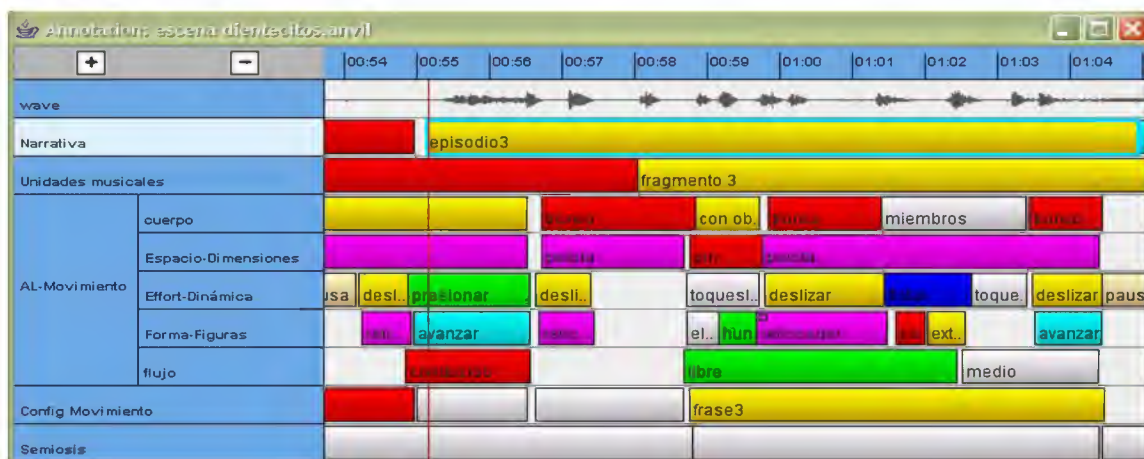 Annotation: escena dientecitos.anvil
+ −
00:54 00:55 00:56 00:57 00:58 00:59 01:00 01:01 01:02 01:03 01:04
wave
Narrativa episodio3
Unidades musicales fragmento 3
AL-Movimiento
cuerpo con ob. miembros
Espacio-Dimensiones
Effort-Dinámica usa desl.. presionar desli.. toquesl.. deslizar toque. deslizar paus
Forma-Figuras avanzar el.. hun ext.. avanzar
flujo libre medio
Config Movimiento frase3
Semiosis